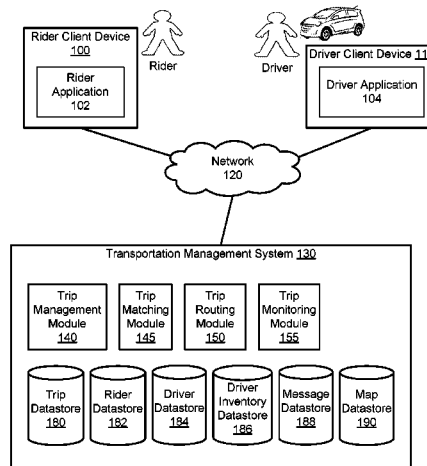 Rider Client Device
100
Rider
Application
102
Rider
Driver
Driver Client Device 11
Driver Application
104
Network
120
Transportation Management System 130
Trip
Management
Module
140
Trip
Matching
Module
145
Trip
Routing
Module
150
Trip
Monitoring
Module
155
Trip
Datastore
180
Rider
Datastore
182
Driver
Datastore
184
Driver
Inventory
Datastore
186
Message
Datastore
188
Map
Datastore
190